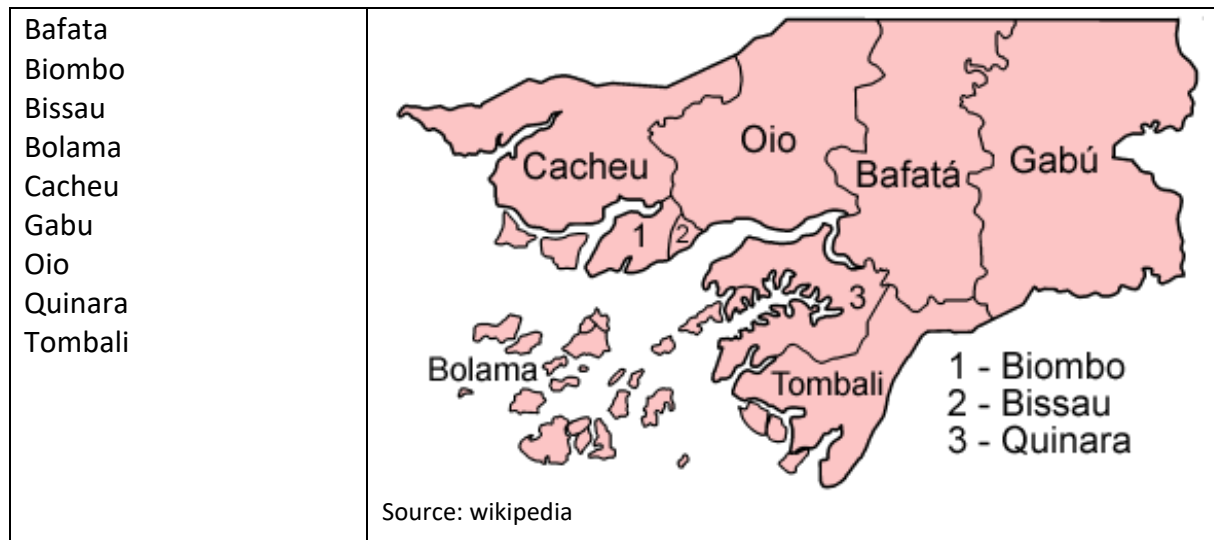 Bafata
Biombo
Bissau
Bolama
Cacheu
Gabu
Oio
Quinara
Tombali
Oio
Cacheu
Bafatá
Gabú
1
2
3
Bolama
Tombali
1 - Biombo
2 - Bissau
3 - Quinara
Source: wikipedia